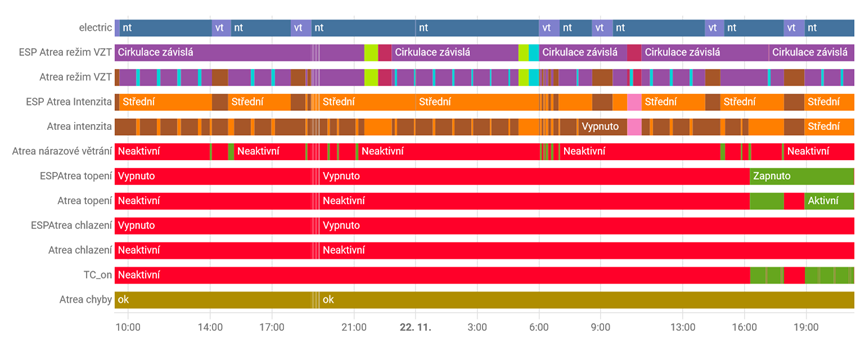 electric nt vt nt vt nt nt vt nt vt nt vt nt vt nt
ESP Atrea režim VZT Cirkulace závislá Cirkulace závislá Cirkulace závislá Cirkulace závislá Cirkulace závislá
Atrea režim VZT
ESP Atrea Intenzita Střední Střední Střední Střední Střední Střední Střední
Atrea intenzita Vypnuto Střední
Atrea nárazové větrání Neaktivní Neaktivní Neaktivní Neaktivní Neaktivní
ESPAtrea topení Vypnuto Vypnuto Zapnuto
Atrea topení Neaktivní Neaktivní Aktivní
ESPAtrea chlazení Vypnuto Vypnuto
Atrea chlazení Neaktivní Neaktivní
TC_on Neaktivní
Atrea chyby ok ok
10:00 14:00 17:00 21:00 22. 11. 3:00 6:00 9:00 13:00 16:00 19:00